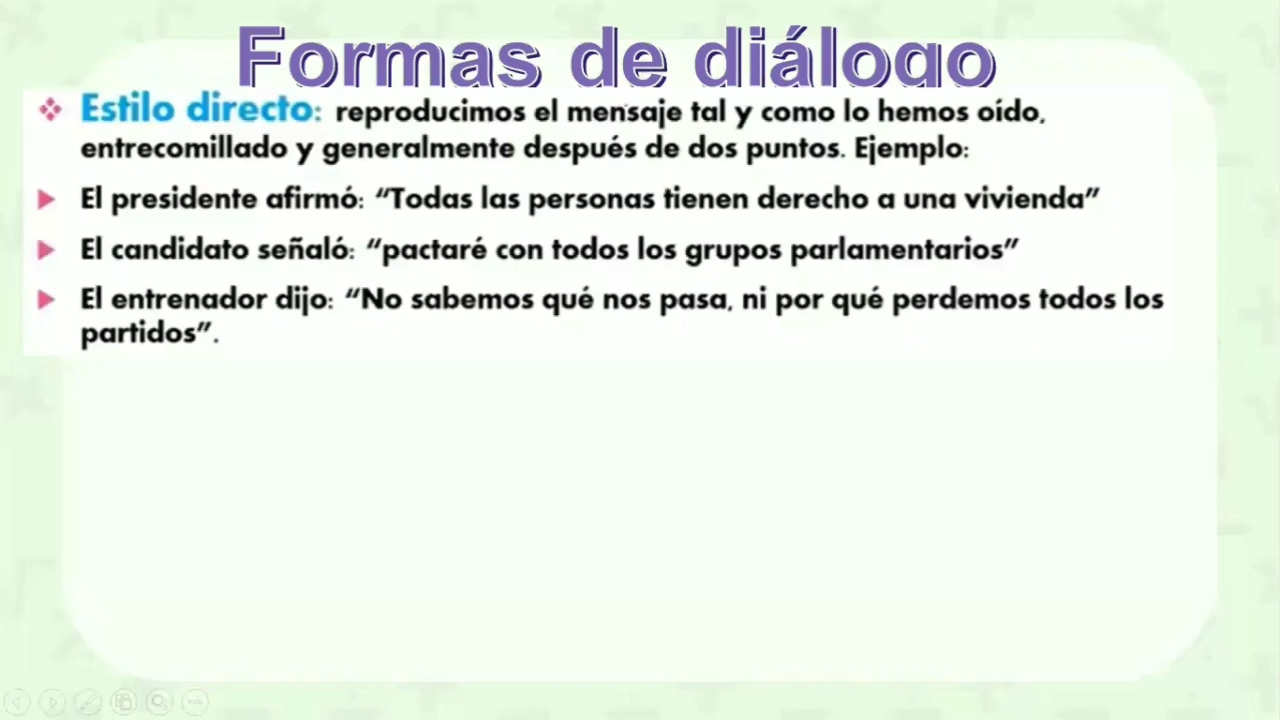 Formas de diálogo
Estilo directo: reproducimos el mensaje tal y como lo hemos oído,
entrecomillado y generalmente después de dos puntos. Ejemplo:
El presidente afirmó: “Todas las personas tienen derecho a una vivienda”
El candidato señaló: “pactaré con todos los grupos parlamentarios”
El entrenador dijo: “No sabemos qué nos pasa, ni por qué perdemos todos los
partidos”.